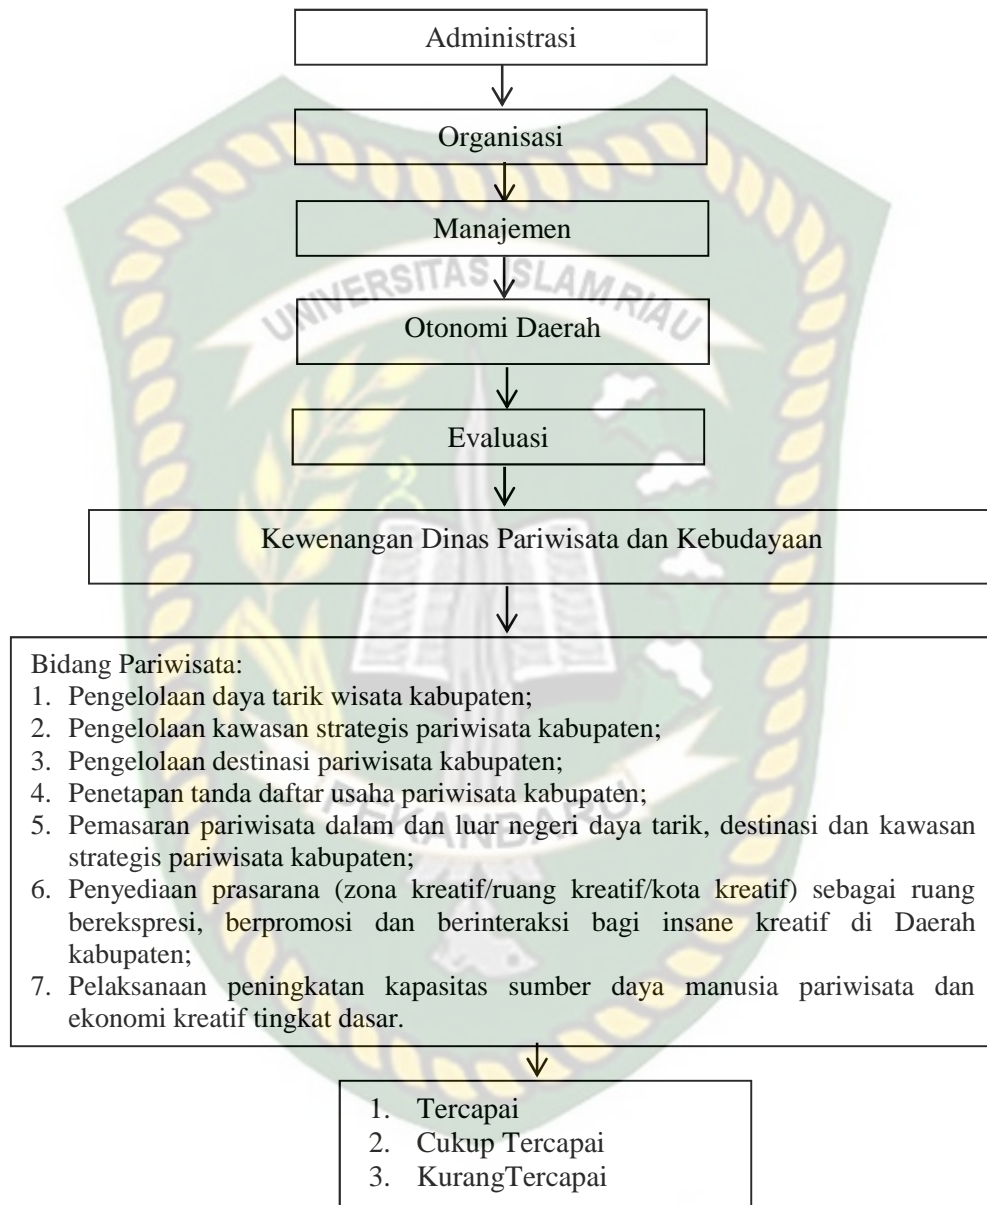 Administrasi
Organisasi
Manajemen
UNIVERSITAS ISLAM RIAU
Otonomi Daerah
Evaluasi
Kewenangan Dinas Pariwisata dan Kebudayaan
Bidang Pariwisata:
1. Pengelolaan daya tarik wisata kabupaten;
2. Pengelolaan kawasan strategis pariwisata kabupaten;
3. Pengelolaan destinasi pariwisata kabupaten;
4. Penetapan tanda daftar usaha pariwisata kabupaten;
PEKANBARU
5. Pemasaran pariwisata dalam dan luar negeri daya tarik, destinasi dan kawasan
strategis pariwisata kabupaten;
6. Penyediaan prasarana (zona kreatif/ruang kreatif/kota kreatif) sebagai ruang
berekspresi, berpromosi dan berinteraksi bagi insane kreatif di Daerah
kabupaten;
7. Pelaksanaan peningkatan kapasitas sumber daya manusia pariwisata dan
ekonomi kreatif tingkat dasar.
1. Tercapai
2. Cukup Tercapai
3. KurangTercapai